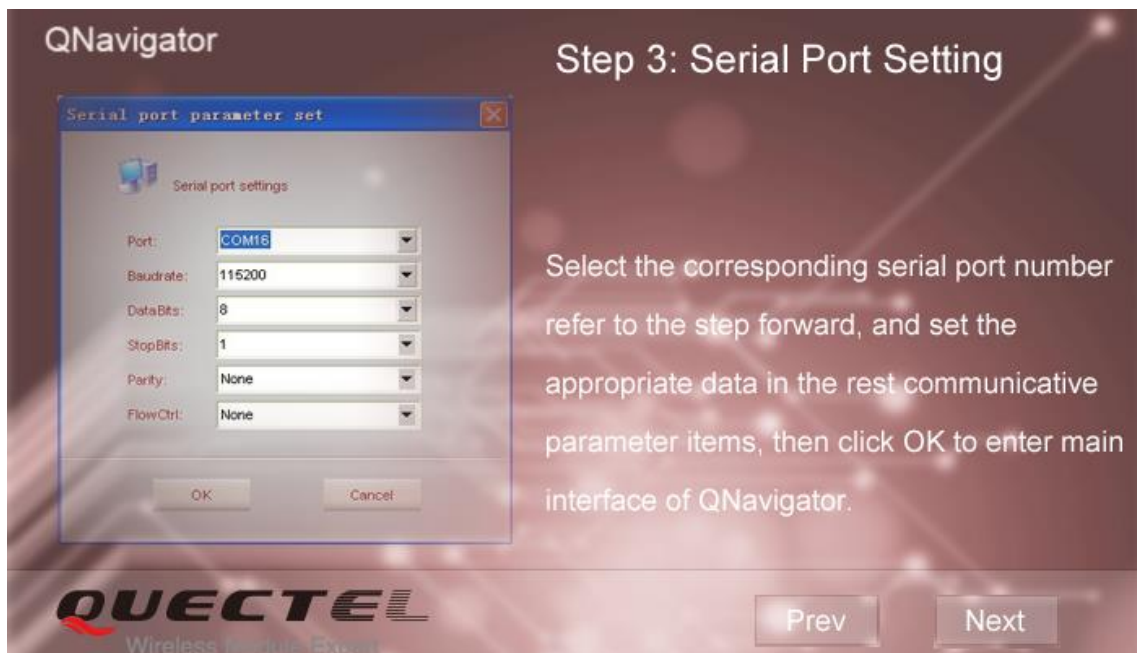 QNavigator
Step 3: Serial Port Setting
Serial port parameter set
Serial port settings
Port: COM16
Baudrate: 115200
DataBits: 8
StopBits: 1
Parity: None
FlowCtrl: None
OK Cancel
Select the corresponding serial port number
refer to the step forward, and set the
appropriate data in the rest communicative
parameter items, then click OK to enter main
interface of QNavigator.
QUECTEL
Wireless Module Expert
Prev Next